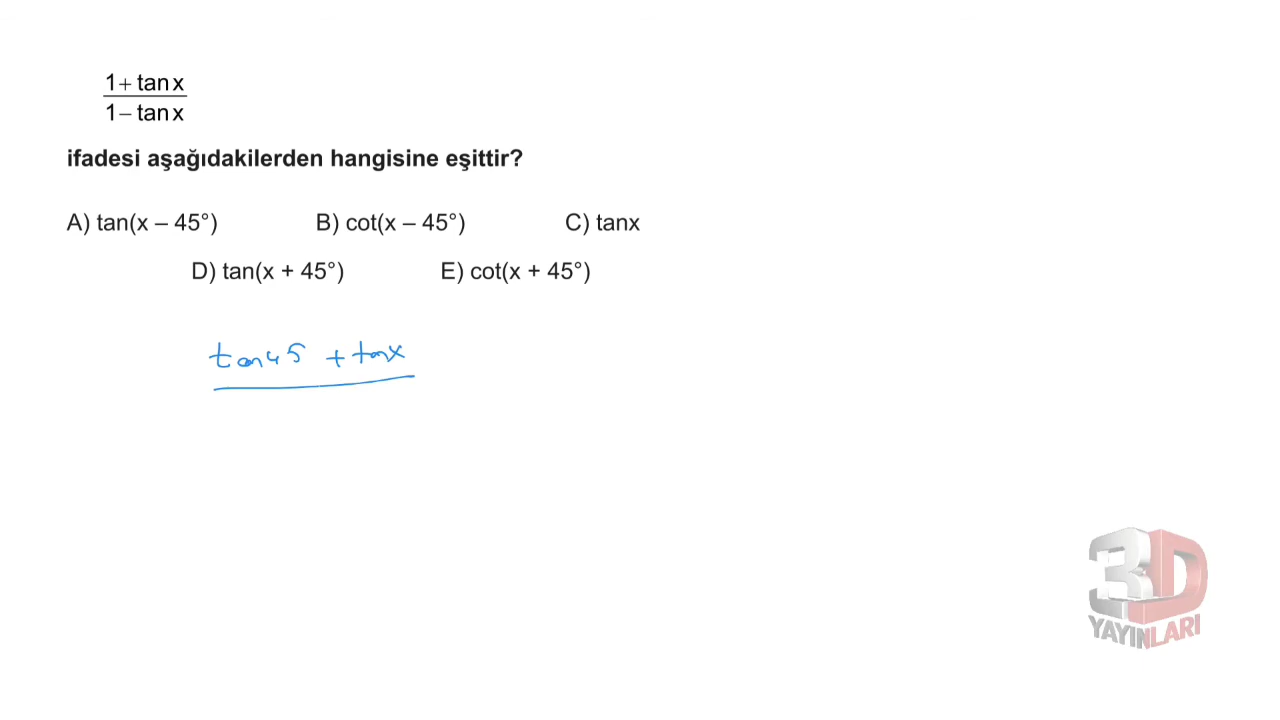 1+ tanx
1– tanx
ifadesi aşağıdakilerden hangisine eşittir?
A) tan(x – 45°) B) cot(x – 45°) C) tanx
D) tan(x + 45°) E) cot(x + 45°)
tan45 + tanx
3D
YAYINLARI